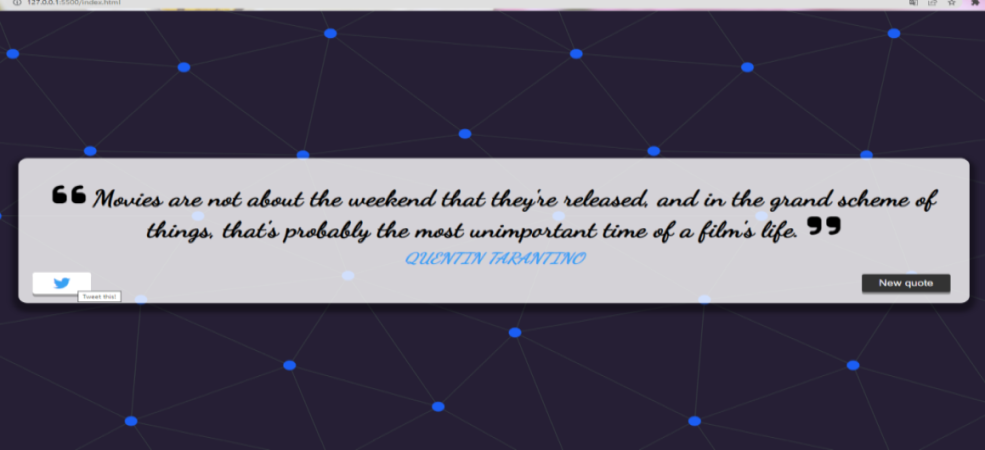 127.0.0.1:5500/index.html
Movies are not about the weekend that they're released, and in the grand scheme of
things, that's probably the most unimportant time of a film's life.
QUENTIN TARANTINO
Tweet this!
New quote